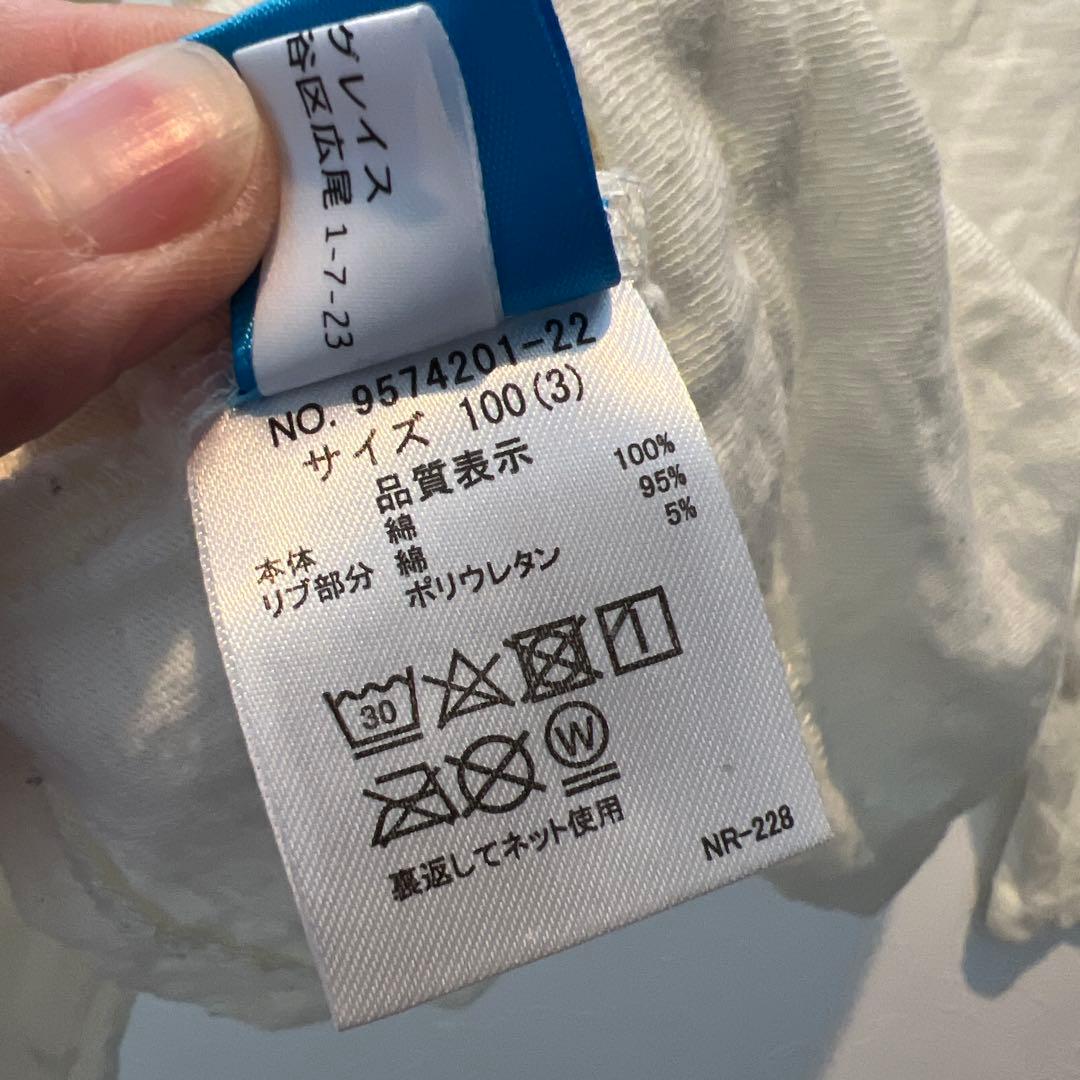 グレイス
谷区広尾1-7-23
NO. 9574201-22
サイズ 100(3)
品質表示
本体 綿 100%
リブ部分 綿 95%
ポリウレタン 5%
30
W
裏返してネット使用
NR-228